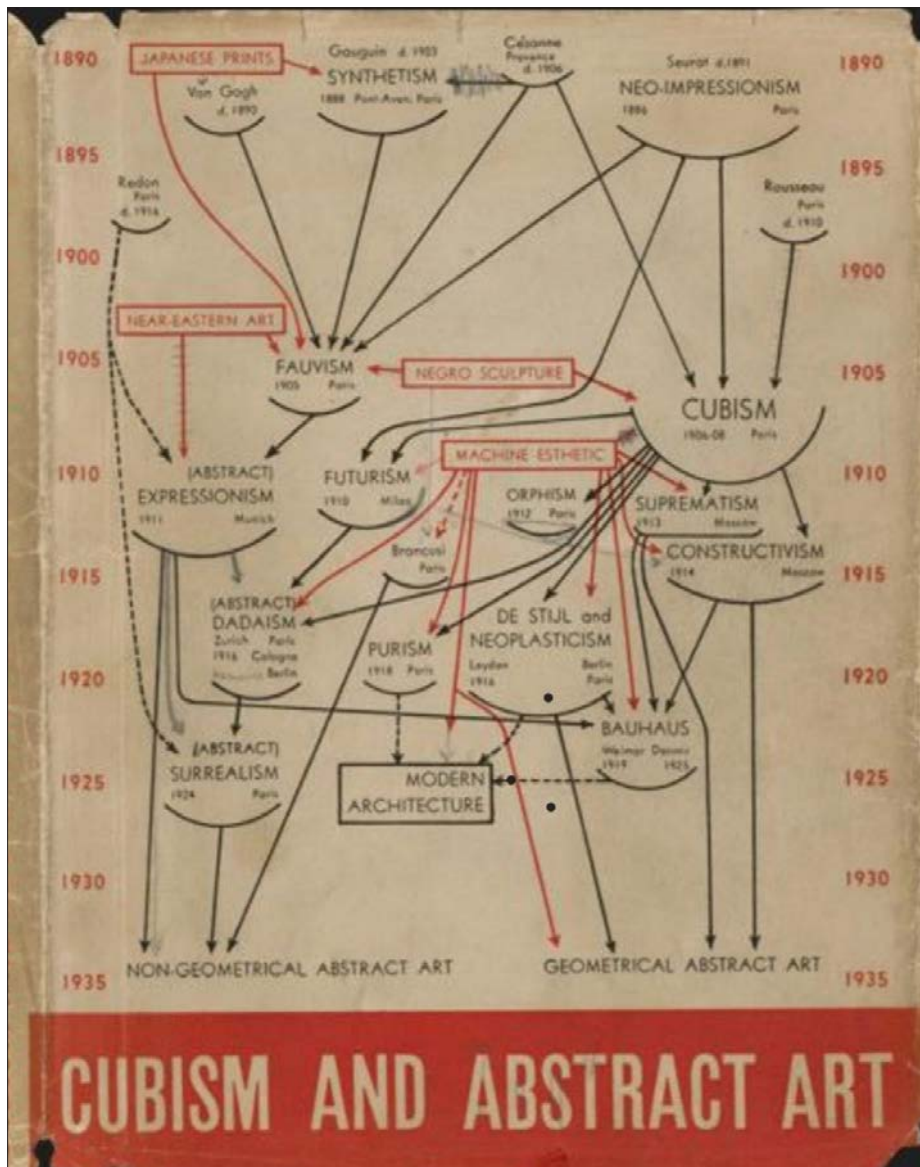 1890
JAPANESE PRINTS
Gauguin d. 1903
SYNTHETISM
1888 Pont-Aven, Paris
Cézanne
Provence
d. 1906
Seurat d.1891
NEO-IMPRESSIONISM
1886 Paris
1890
Van Gogh
d. 1890
1895
1895
Redon
Paris
d. 1916
Rousseau
Paris
d. 1910
1900
1900
NEAR-EASTERN ART
1905
FAUVISM
1905 Paris
NEGRO SCULPTURE
1905
CUBISM
1906-08 Paris
1910
(ABSTRACT)
EXPRESSIONISM
1911 Munich
FUTURISM
1910 Milan
MACHINE ESTHETIC
ORPHISM
1912 Paris
SUPREMATISM
1913 Moscow
1910
Brancusi
Paris
CONSTRUCTIVISM
1914 Moscow
1915
1915
(ABSTRACT)
DADAISM
Zurich Paris
1916 Cologne
Berlin
PURISM
1918 Paris
DE STIJL and
NEOPLASTICISM
Leyden Berlin
1916 Paris
1920
1920
(ABSTRACT)
SURREALISM
1924 Paris
BAUHAUS
Weimar Dessau
1919 1925
1925
MODERN
ARCHITECTURE
1925
1930
1930
NON-GEOMETRICAL ABSTRACT ART
GEOMETRICAL ABSTRACT ART
1935
1935
CUBISM AND ABSTRACT ART